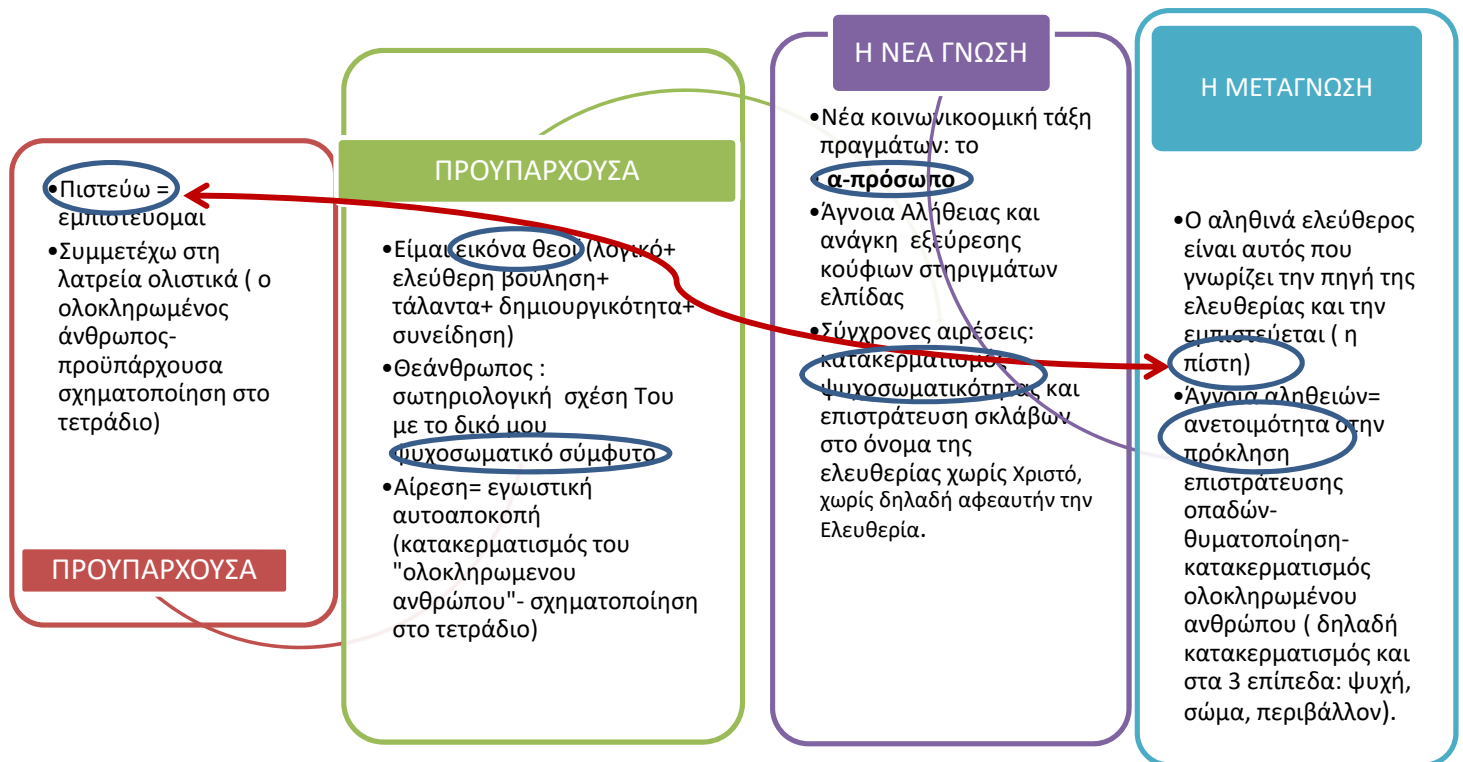 •Πιστεύω =
εμπιστεύομαι
•Συμμετέχω στη
λατρεία ολιστικά ( ο
ολοκληρωμένος
άνθρωπος-
προϋπάρχουσα
σχηματοποίηση στο
τετράδιο)
ΠΡΟΥΠΑΡΧΟΥΣΑ
ΠΡΟΥΠΑΡΧΟΥΣΑ
•Είμαι εικόνα θεού (λογικό+
ελεύθερη βούληση+
τάλαντα+ δημιουργικότητα+
συνείδηση)
•Θεάνθρωπος :
σωτηριολογική σχέση Του
με το δικό μου
ψυχοσωματικό σύμφυτο
•Αίρεση= εγωιστική
αυτοαποκοπή
(κατακερματισμός του
"ολοκληρωμενου
ανθρώπου"- σχηματοποίηση
στο τετράδιο)
Η ΝΕΑ ΓΝΩΣΗ
•Νέα κοινωνικοομική τάξη
πραγμάτων: το
• α-πρόσωπο
•Άγνοια Αλήθειας και
ανάγκη εξεύρεσης
κούφιων στηριγμάτων
ελπίδας
•Σύγχρονες αιρέσεις:
κατακερματισμός
ψυχοσωματικότητας και
επιστράτευση σκλάβων
στο όνομα της
ελευθερίας χωρίς Χριστό,
χωρίς δηλαδή αφεαυτήν την
Ελευθερία.
Η ΜΕΤΑΓΝΩΣΗ
•Ο αληθινά ελεύθερος
είναι αυτός που
γνωρίζει την πηγή της
ελευθερίας και την
εμπιστεύεται ( η
πίστη)
•Άγνοια αληθειών=
ανετοιμότητα στην
πρόκληση
επιστράτευσης
οπαδών-
θυματοποίηση-
κατακερματισμός
ολοκληρωμένου
ανθρώπου ( δηλαδή
κατακερματισμός και
στα 3 επίπεδα: ψυχή,
σώμα, περιβάλλον).